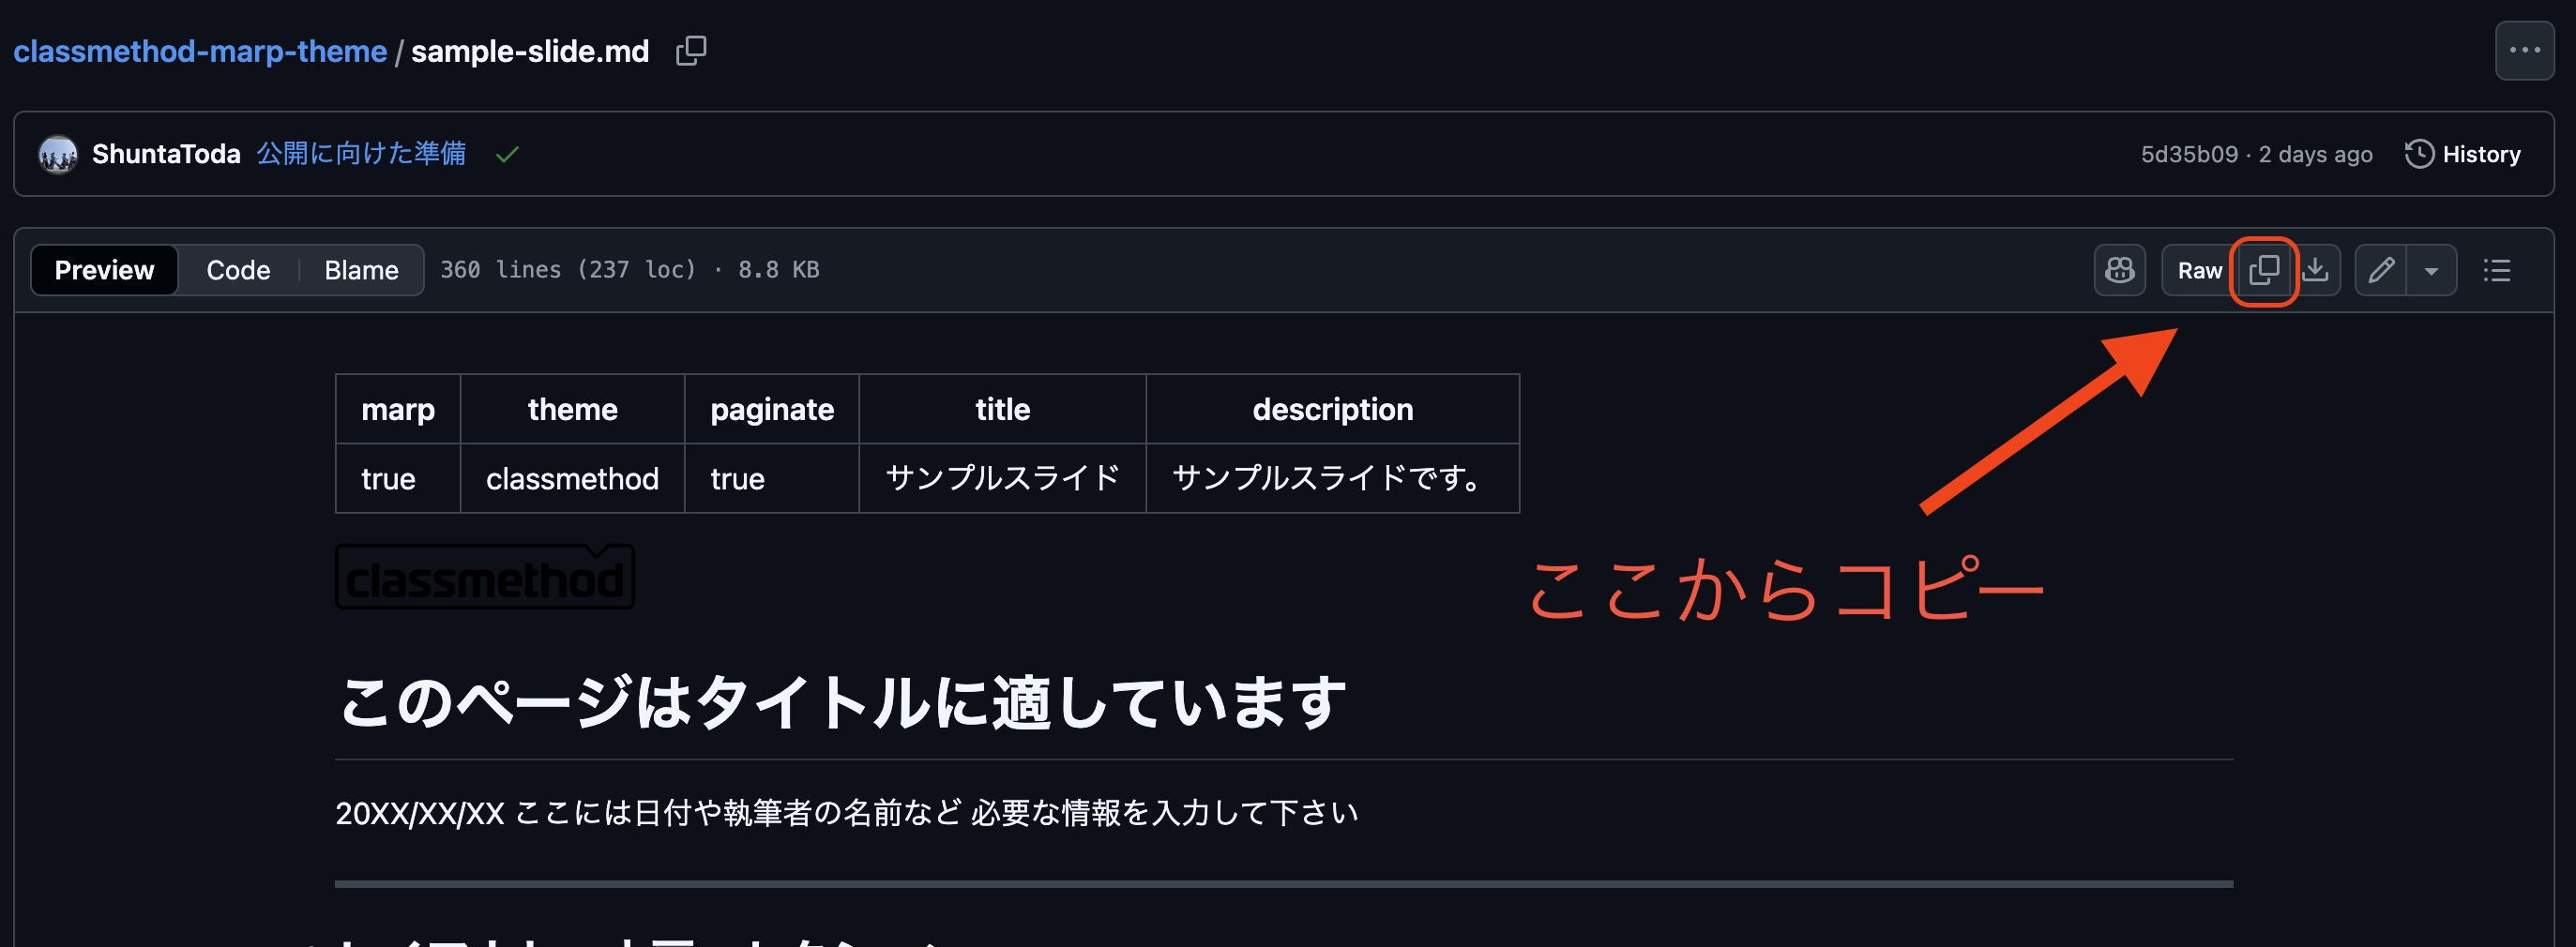 classmethod-marp-theme / sample-slide.md
ShuntaToda 公開に向けた準備
5d35b09 · 2 days ago History
Preview Code Blame 360 lines (237 loc) · 8.8 KB Raw
marp theme paginate title description
true classmethod true サンプルスライド サンプルスライドです。
classmethod
ここからコピー
このページはタイトルに適しています
20XX/XX/XX ここには日付や執筆者の名前など 必要な情報を入力して下さい